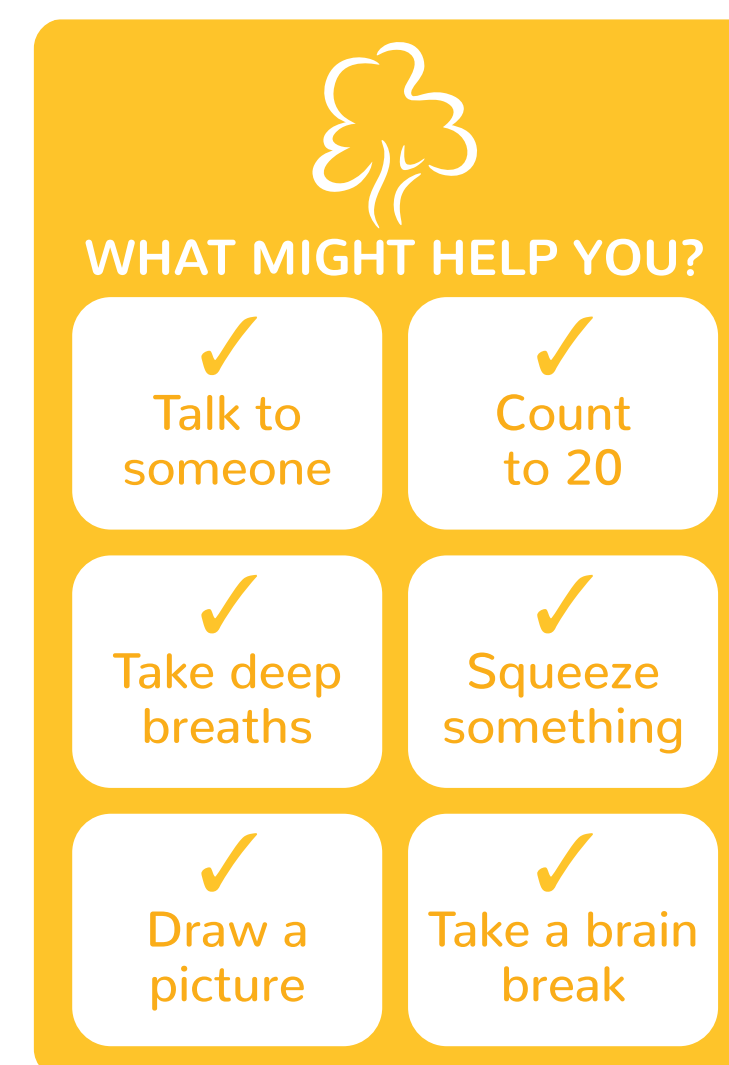 WHAT MIGHT HELP YOU?
✓
Talk to
someone
✓
Count
to 20
✓
Take deep
breaths
✓
Squeeze
something
✓
Draw a
picture
✓
Take a brain
break